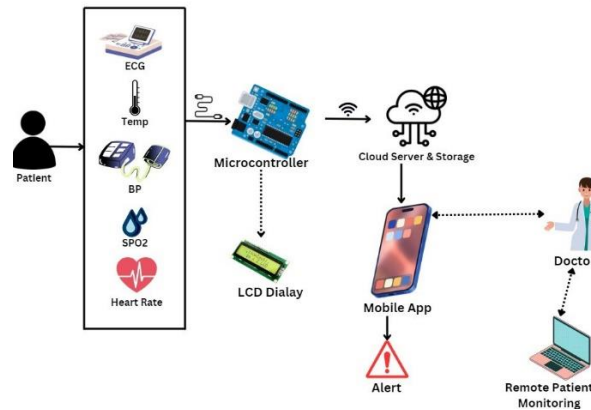 ECG
Temp
Patient
BP
SPO2
Heart Rate
Microcontroller
LCD Dialay
Cloud Server & Storage
Mobile App
Alert
Docto
Remote Patient
Monitoring